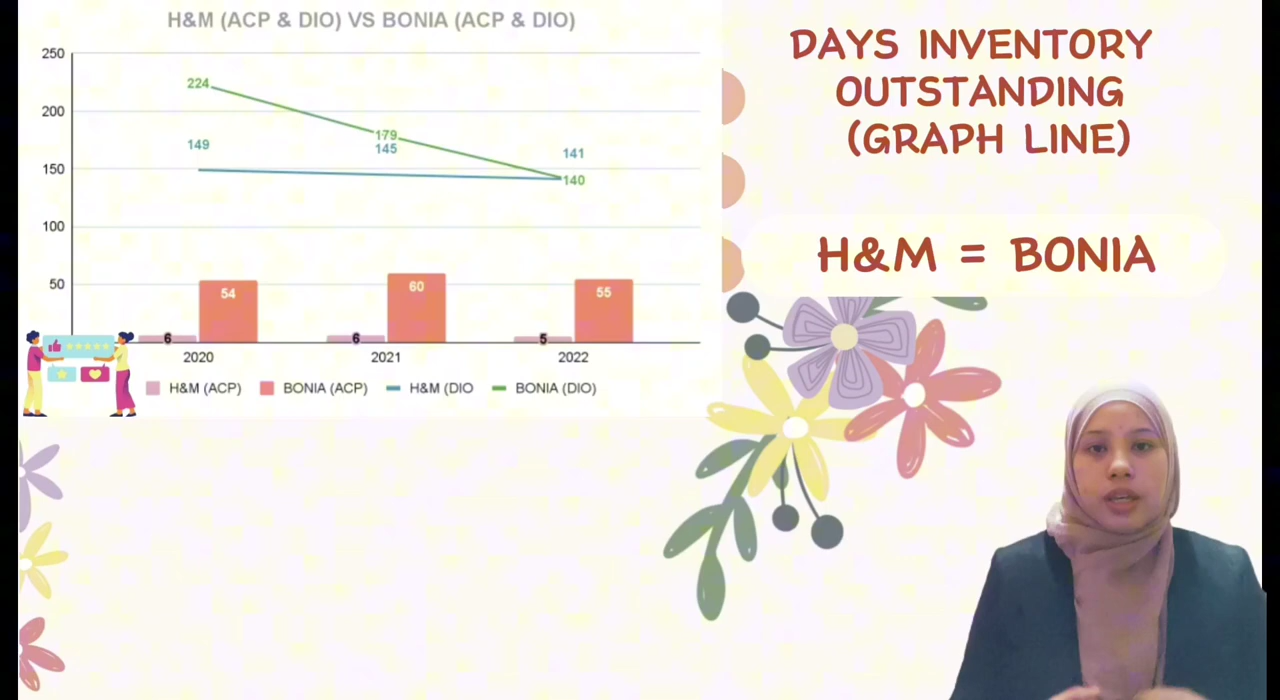 H&M (ACP & DIO) VS BONIA (ACP & DIO)
250
200
150
100
50
224
179
149
145
141
140
54
60
55
6
6
5
2020
2021
2022
H&M (ACP)
BONIA (ACP)
H&M (DIO
BONIA (DIO)
DAYS INVENTORY
OUTSTANDING
(GRAPH LINE)
H&M = BONIA